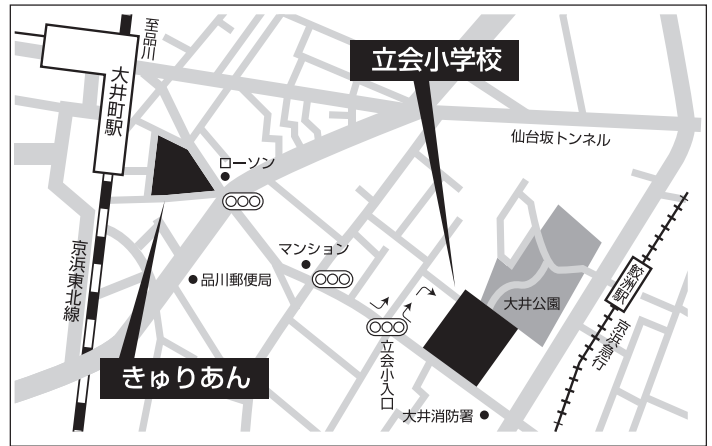 至品川
大井町駅
立会小学校
仙台坂トンネル
ローソン
マンション
品川郵便局
京浜東北線
大井公園
鮫洲駅
京浜急行
立会小入口
きゅりあん
大井消防署